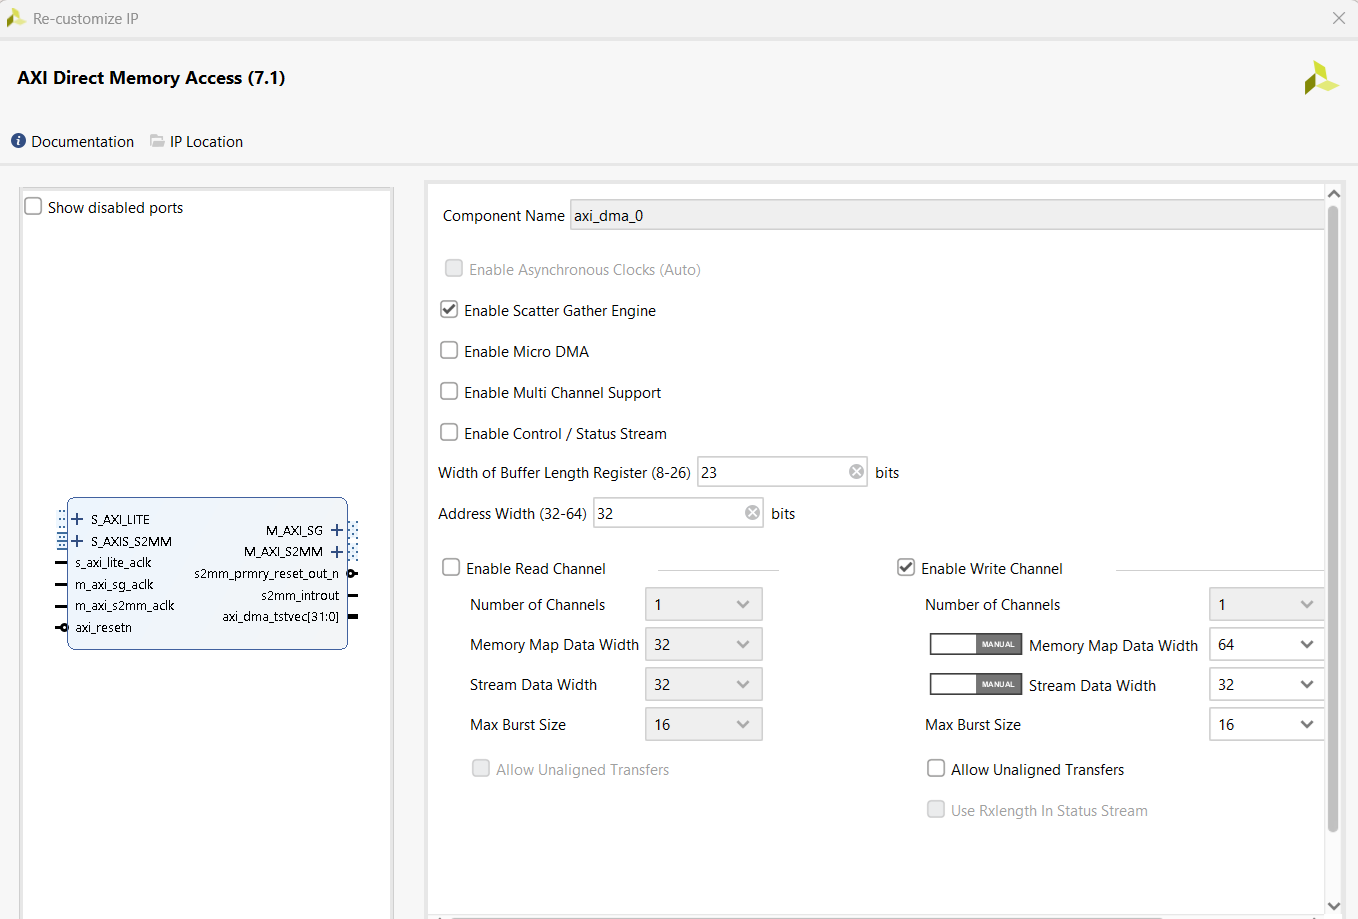 Re-customize IP
AXI Direct Memory Access (7.1)
Documentation IP Location
Show disabled ports
S_AXI_LITE
S_AXIS_S2MM
s_axi_lite_aclk
m_axi_sg_aclk
m_axi_s2mm_aclk
axi_resetn
M_AXI_SG
M_AXI_S2MM
s2mm_prmry_reset_out_n
s2mm_introut
axi_dma_tstvec[31:0]
Component Name axi_dma_0
Enable Asynchronous Clocks (Auto)
Enable Scatter Gather Engine
Enable Micro DMA
Enable Multi Channel Support
Enable Control / Status Stream
Width of Buffer Length Register (8-26) 23 bits
Address Width (32-64) 32 bits
Enable Read Channel
Number of Channels 1
Memory Map Data Width 32
Stream Data Width 32
Max Burst Size 16
Allow Unaligned Transfers
Enable Write Channel
Number of Channels 1
MANUAL Memory Map Data Width 64
MANUAL Stream Data Width 32
Max Burst Size 16
Allow Unaligned Transfers
Use Rxlength In Status Stream